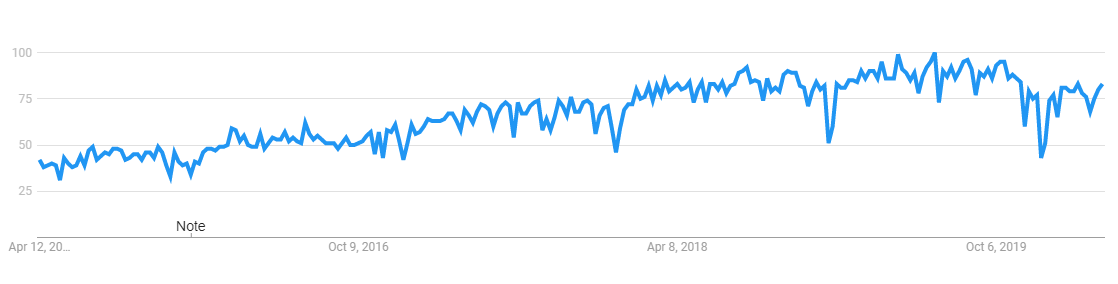 100
75
50
25
Note
Apr 12, 20...
Oct 9, 2016
Apr 8, 2018
Oct 6, 2019